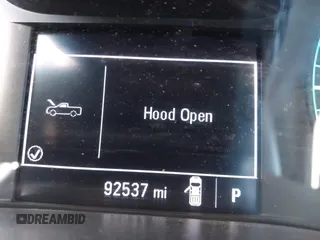 Hood Open
92537 mi P
DREAMBID